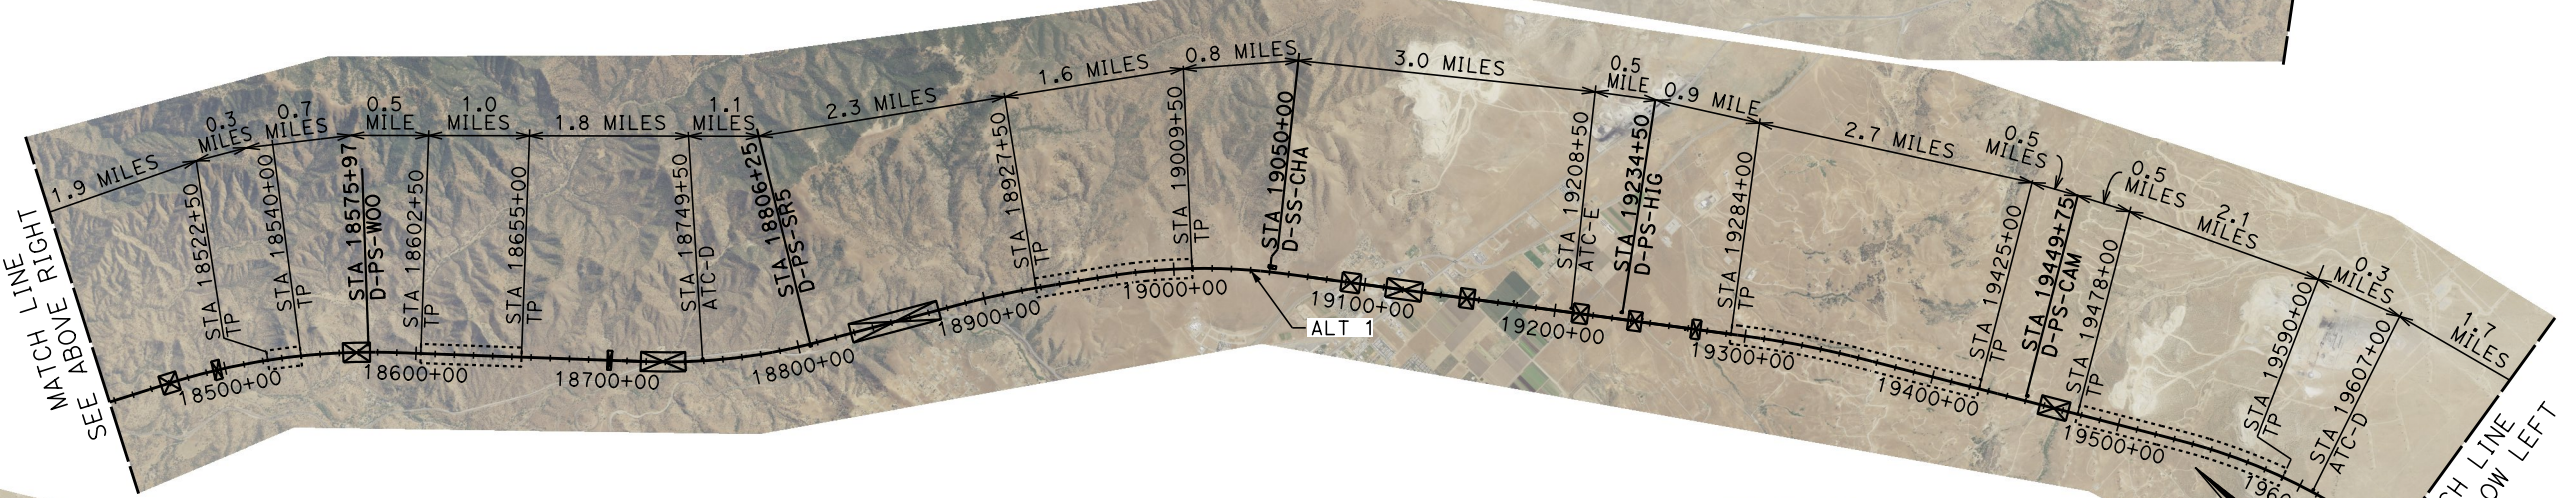 MATCH LINE
SEE ABOVE RIGHT
1.9 MILES
0.3
MILES
0.7
MILES
0.5
MILE
1.0
MILES
1.8 MILES
1.1
MILES
2.3 MILES
1.6 MILES
0.8 MILES
3.0 MILES
0.5
MILE
0.9 MILE
2.7 MILES
0.5
MILES
0.5
MILES
2.1
MILES
0.3
MILES
1.7
MILES
STA 18522+50
TP
STA 18540+00
TP
STA 18575+97
D-PS-WOO
STA 18602+50
TP
STA 18655+00
TP
STA 18749+50
ATC-D
STA 18806+25
D-PS-SR5
STA 18927+50
TP
STA 19009+50
TP
STA 19050+00
D-SS-CHA
STA 19208+50
ATC-E
STA 19234+50
D-PS-HIG
STA 19284+00
TP
STA 19425+00
TP
STA 19449+75
D-PS-CAM
STA 19478+00
TP
STA 19590+00
TP
STA 19607+00
ATC-D
18500+00
18600+00
18700+00
18800+00
18900+00
19000+00
ALT 1
19100+00
19200+00
19300+00
19400+00
19500+00
196
CH LINE
OW LEFT